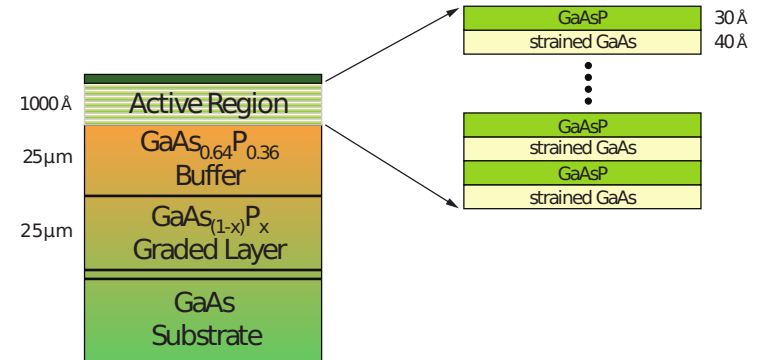 GaAsP 30 Å
strained GaAs 40 Å
1000 Å Active Region
GaAsP
strained GaAs
GaAsP
strained GaAs
25µm GaAs0.64P0.36
Buffer
25µm GaAs(1-x)Px
Graded Layer
GaAs
Substrate